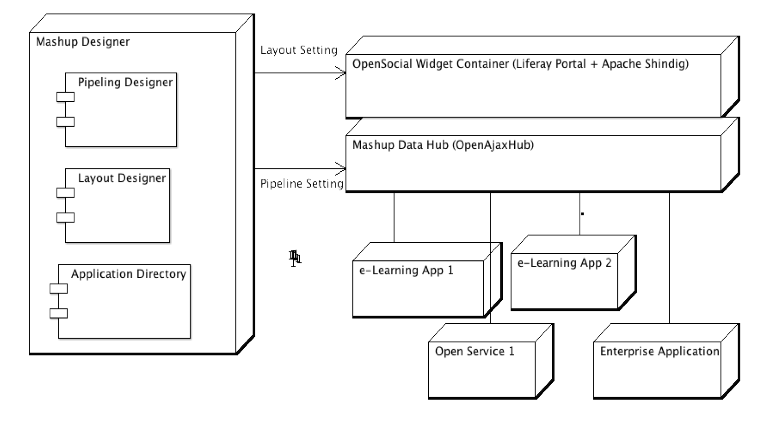 Mashup Designer
Pipeling Designer
Layout Designer
Application Directory
Layout Setting
OpenSocial Widget Container (Liferay Portal + Apache Shindig)
Mashup Data Hub (OpenAjaxHub)
Pipeline Setting
e-Learning App 1
e-Learning App 2
Open Service 1
Enterprise Application